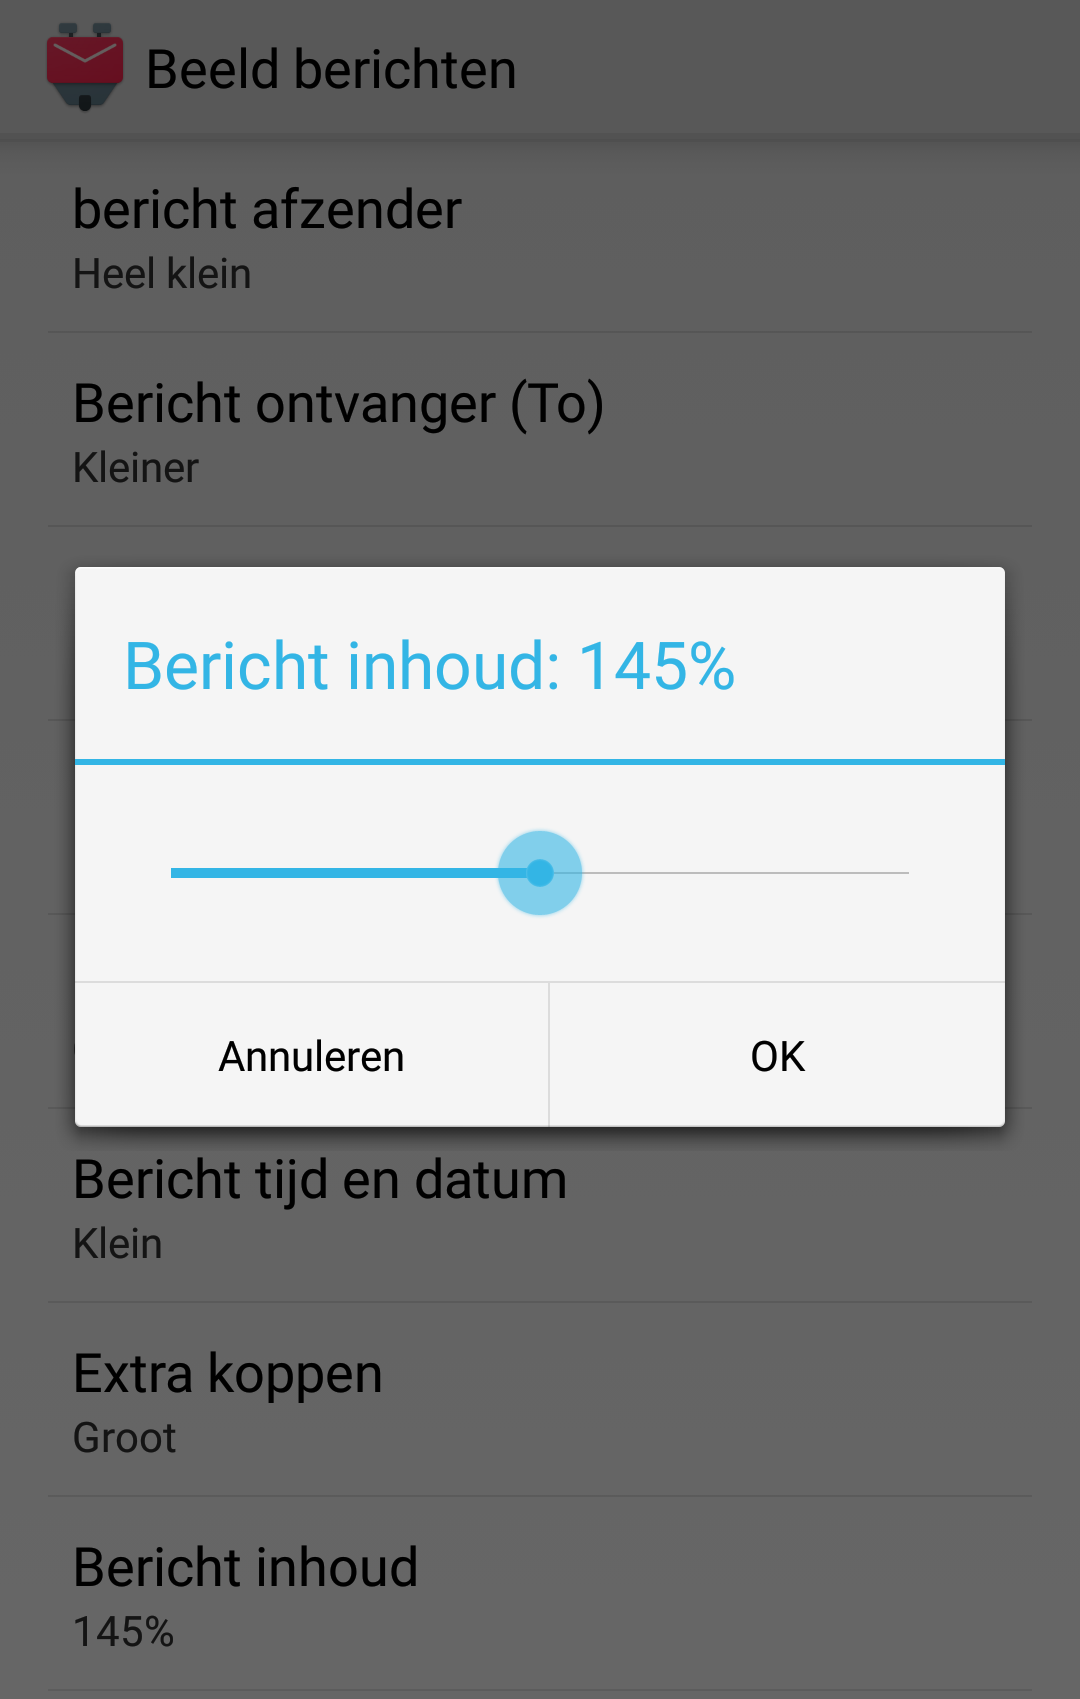 Beeld berichten
bericht afzender
Heel klein
Bericht ontvanger (To)
Kleiner
Bericht inhoud: 145%
Annuleren
OK
Bericht tijd en datum
Klein
Extra koppen
Groot
Bericht inhoud
145%